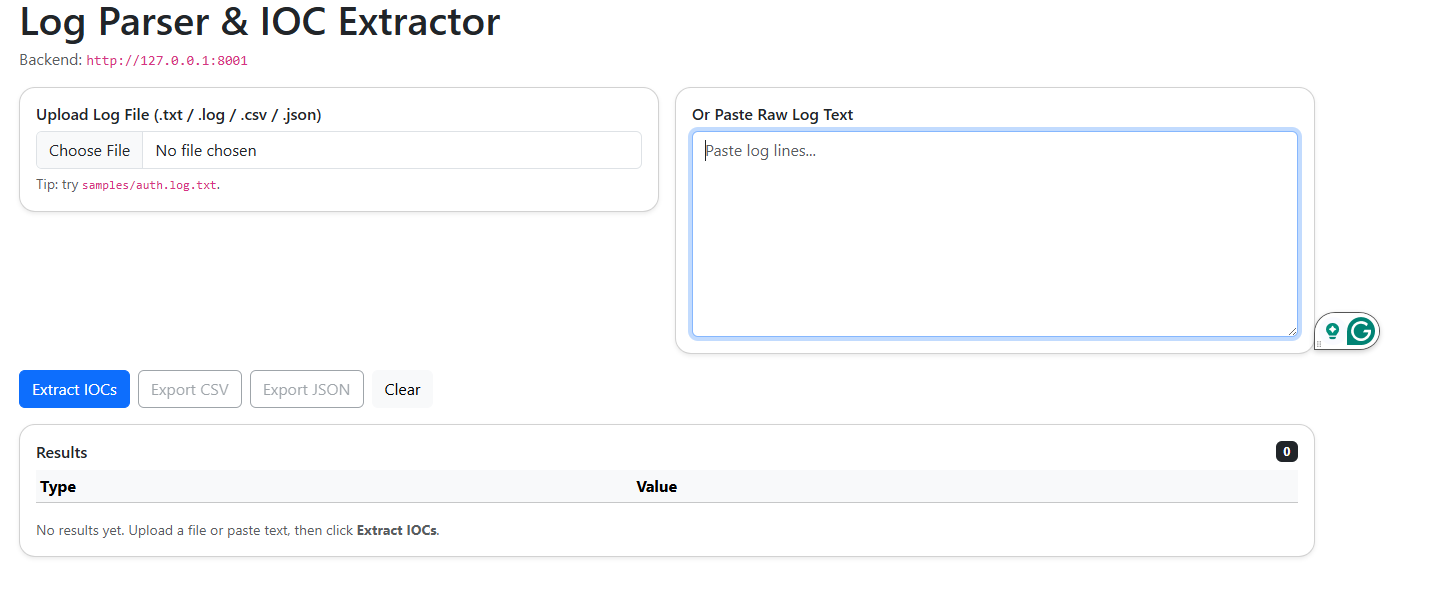 Log Parser & IOC Extractor
Backend: http://127.0.0.1:8001
Upload Log File (.txt / .log / .csv / .json)
Choose File No file chosen
Tip: try samples/auth.log.txt.
Or Paste Raw Log Text
Paste log lines...
Extract IOCs Export CSV Export JSON Clear
Results 0
Type Value
No results yet. Upload a file or paste text, then click Extract IOCs.